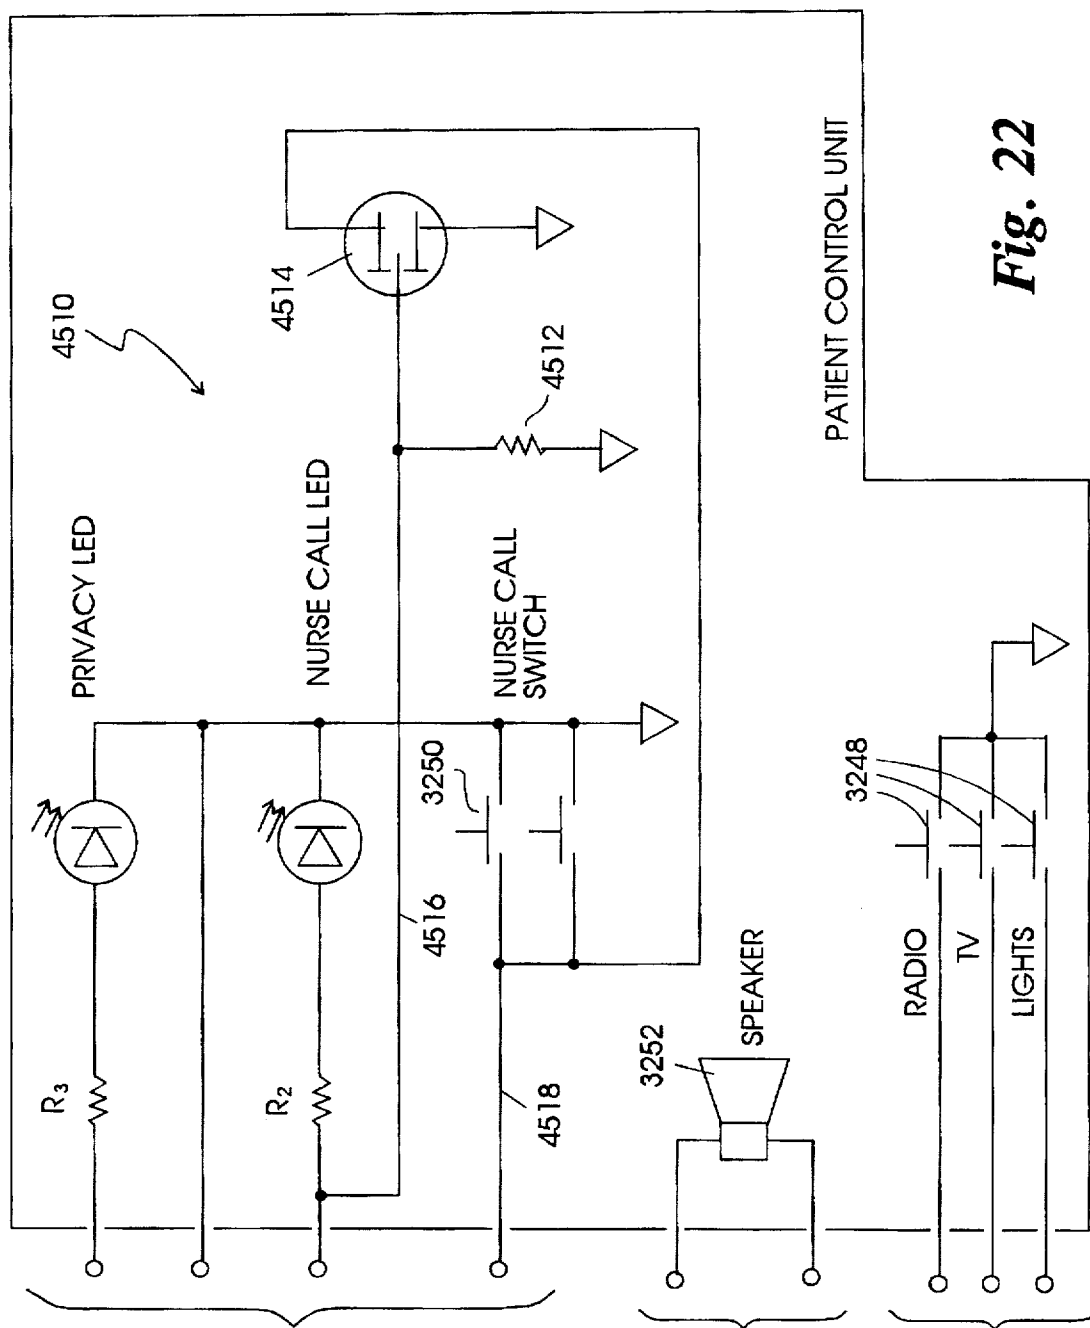 4510
PRIVACY LED
R3
4514
NURSE CALL LED
R2
4516
4512
NURSE CALL
SWITCH
3250
4518
3252
SPEAKER
3248
RADIO
TV
LIGHTS
PATIENT CONTROL UNIT
Fig. 22